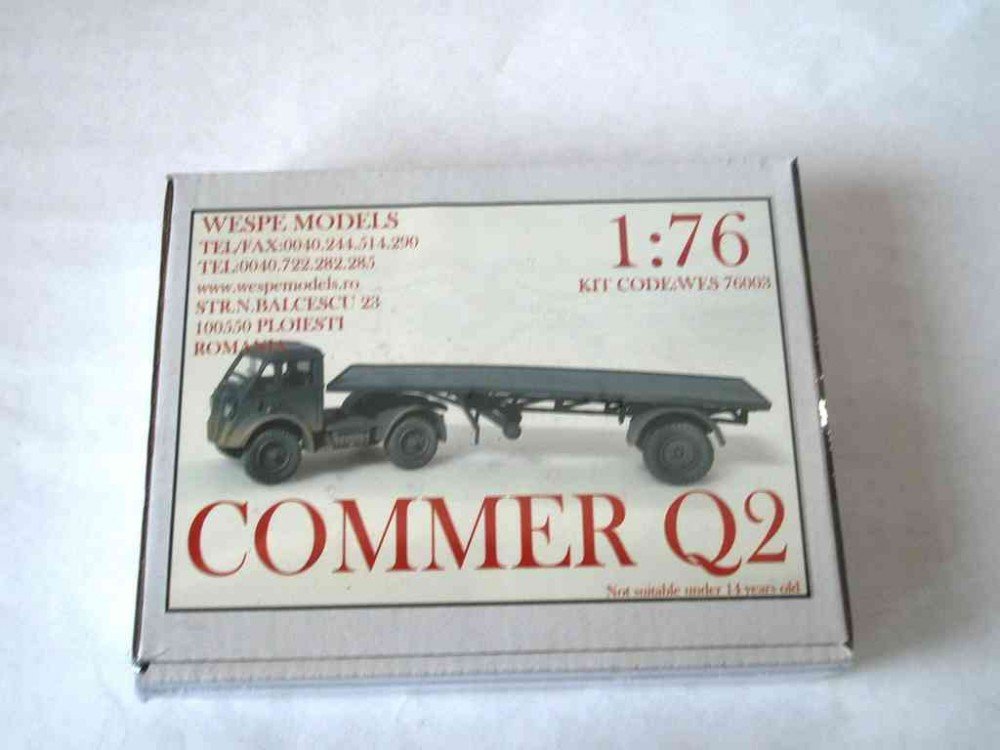 WESPE MODELS
TEL/FAX:0040.244.514.290
TEL:0040.722.282.285
www.wespemodels.ro
STR.N.BALCESCU 23
100550 PLOIESTI
ROMANIA
1:76
KIT CODE:WES 76003
COMMER Q2
Not suitable under 14 years old